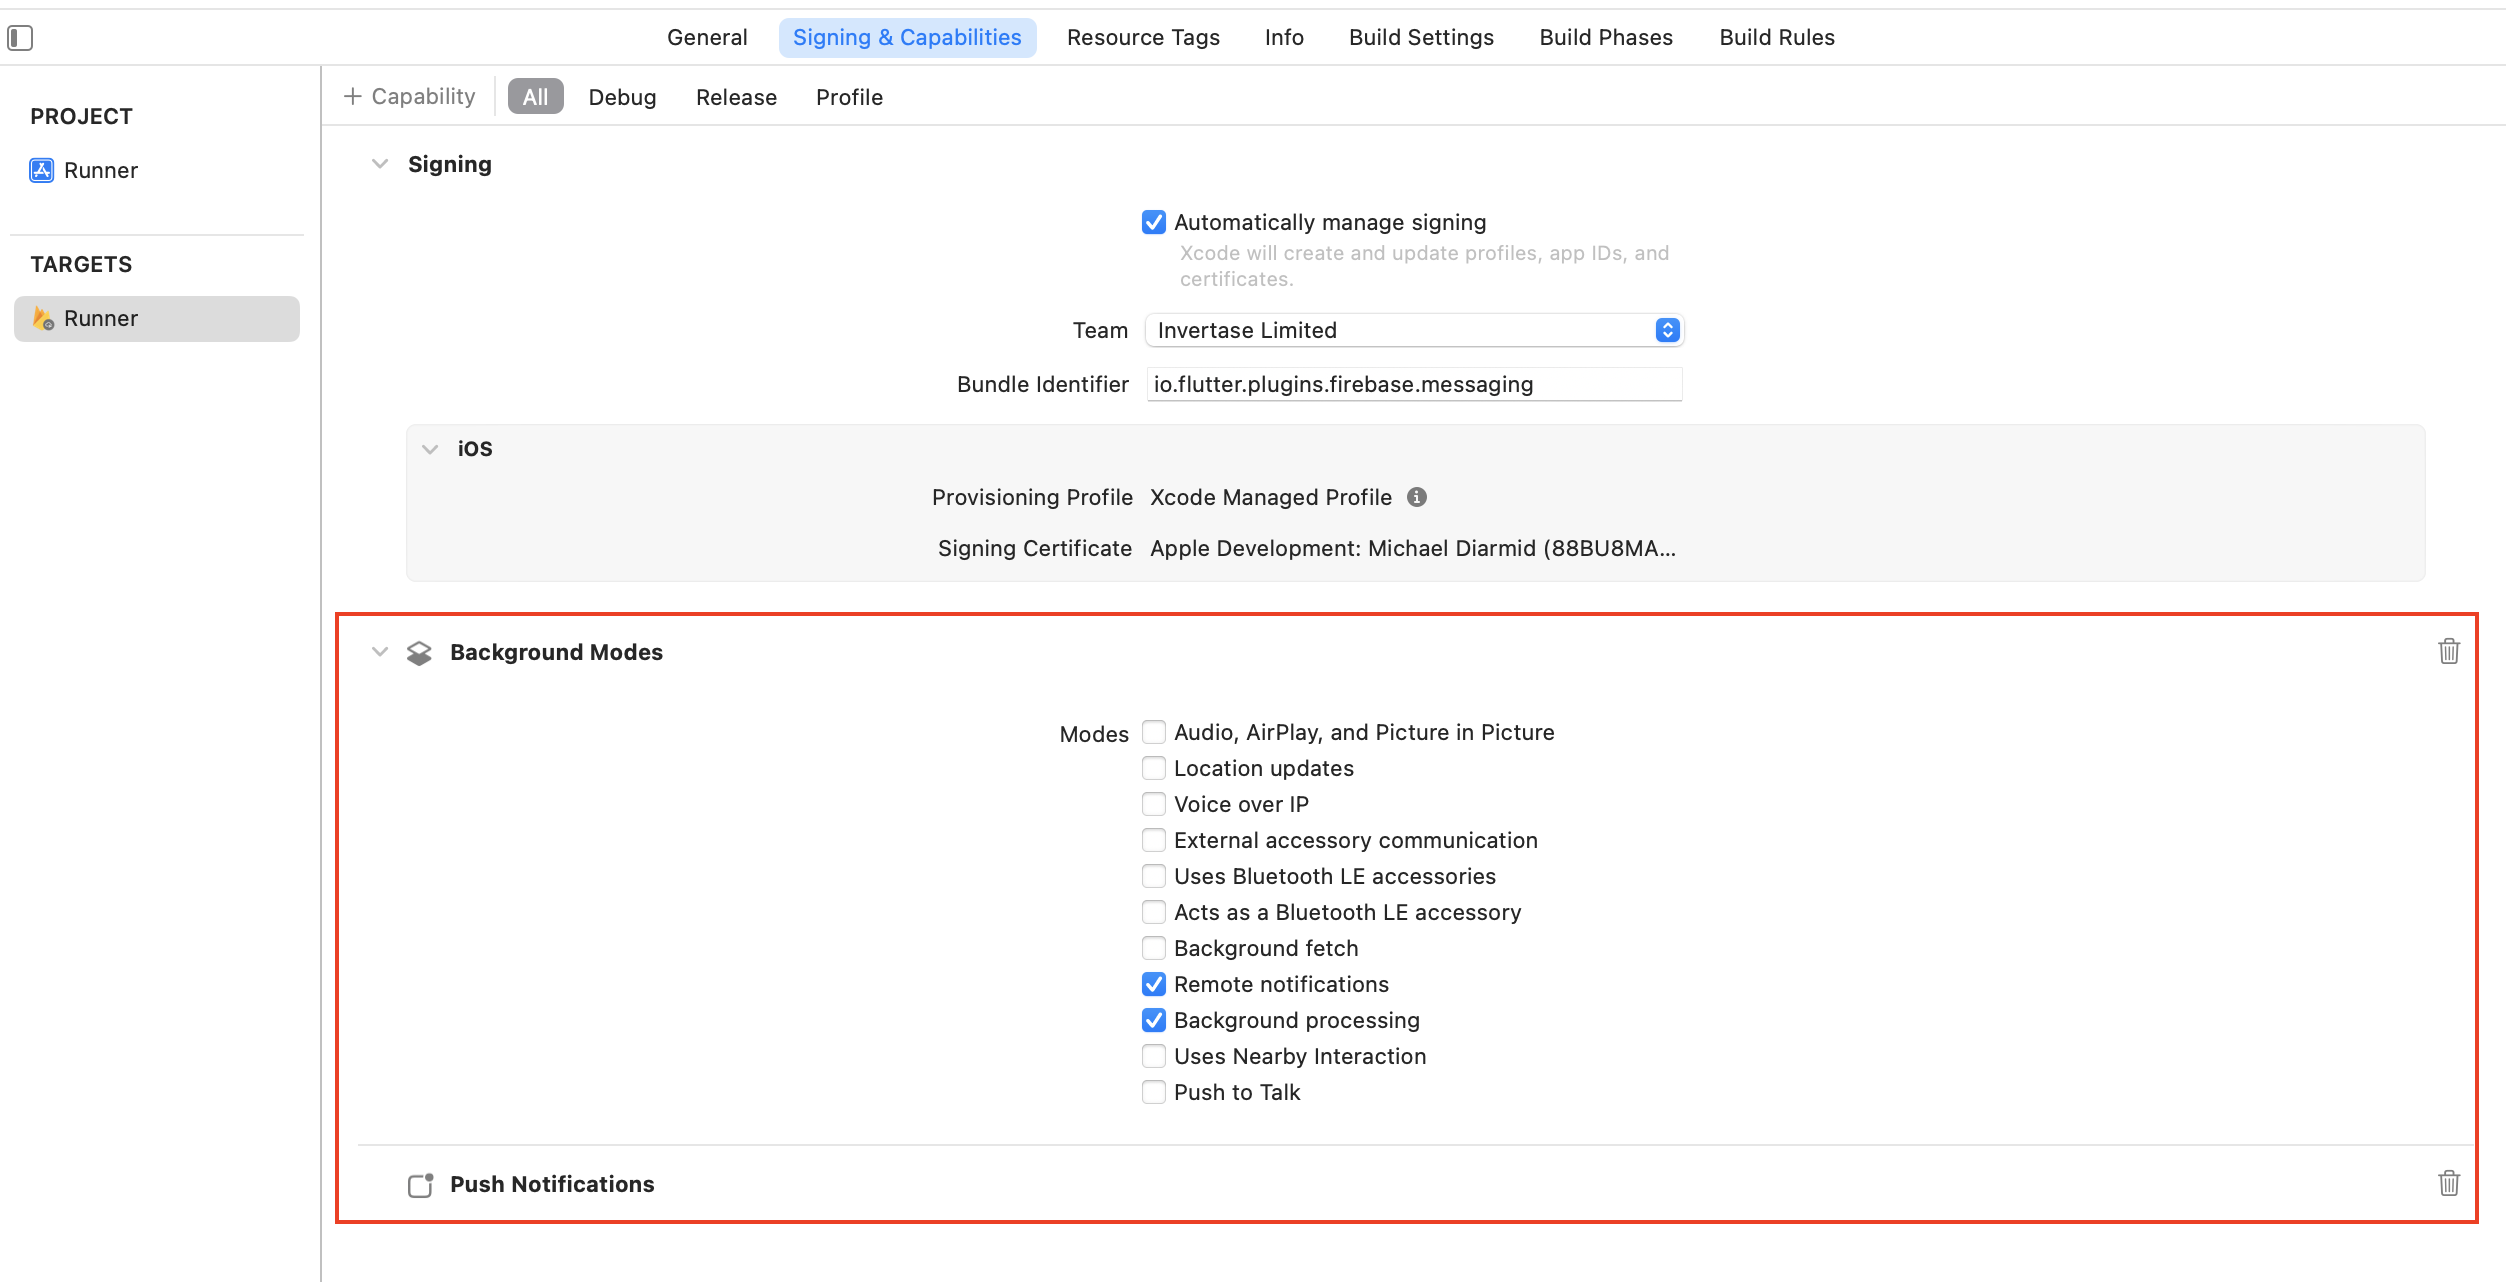 General
Signing & Capabilities
Resource Tags
Info
Build Settings
Build Phases
Build Rules
PROJECT
Runner
TARGETS
Runner
+ Capability
All
Debug
Release
Profile
Signing
Automatically manage signing
Xcode will create and update profiles, app IDs, and
certificates.
Team
Invertase Limited
Bundle Identifier
io.flutter.plugins.firebase.messaging
iOS
Provisioning Profile
Xcode Managed Profile
Signing Certificate
Apple Development: Michael Diarmid (88BU8MA...
Background Modes
Modes
Audio, AirPlay, and Picture in Picture
Location updates
Voice over IP
External accessory communication
Uses Bluetooth LE accessories
Acts as a Bluetooth LE accessory
Background fetch
Remote notifications
Background processing
Uses Nearby Interaction
Push to Talk
Push Notifications